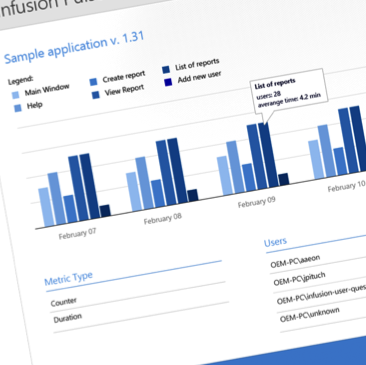 nfusion
Sample application v. 1.31
Legend:
Main Window
Create report
List of reports
Help
View Report
Add new user
List of reports
users: 28
avarange time: 4.2 min
February 07
February 08
February 09
February 10
Metric Type
Counter
Duration
Users
OEM-PC\aaeon
OEM-PC\jpituch
OEM-PC\infusion-user-ques
OEM-PC\unknown